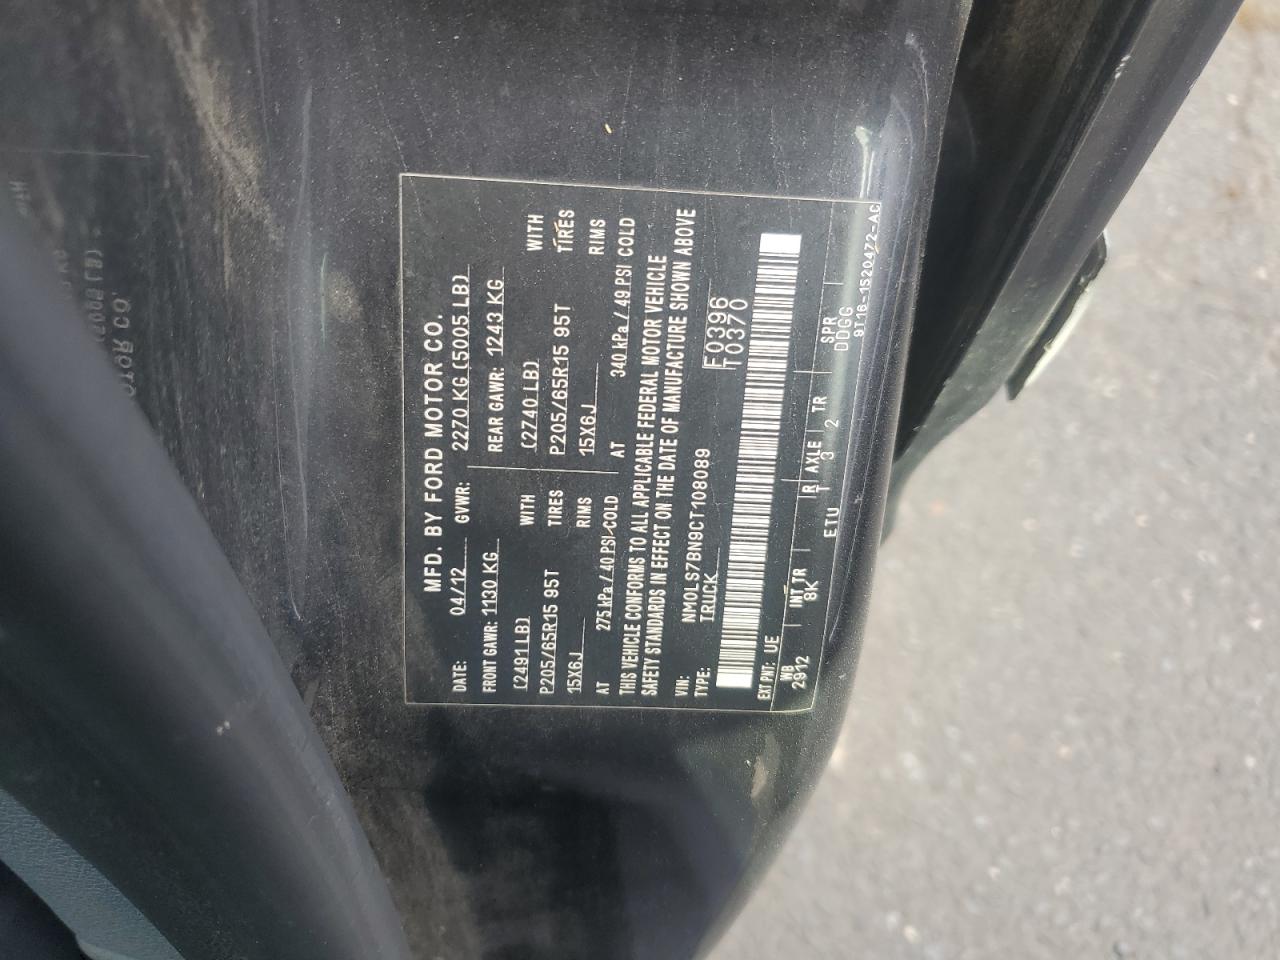 MFD. BY FORD MOTOR CO.
DATE: 04/12 GVWR: 2270 KG (5005 LB)
FRONT GAWR: 1130 KG REAR GAWR: 1243 KG
(2491 LB) WITH (2740 LB) WITH
P205/65R15 95T TIRES P205/65R15 95T TIRES
15X6J RIMS 15X6J RIMS
AT 275 kPa / 40 PSI COLD AT 340 kPa / 49 PSI COLD
THIS VEHICLE CONFORMS TO ALL APPLICABLE FEDERAL MOTOR VEHICLE
SAFETY STANDARDS IN EFFECT ON THE DATE OF MANUFACTURE SHOWN ABOVE
VIN: NM0LS7BN9CT108089 F0396
TYPE: TRUCK T0370
EXT PNT: UE
WB INT TR R AXLE TR SPR
2912 8K ETU 3 2 DDGG
9T16-1520472-AC
OTOR CO.